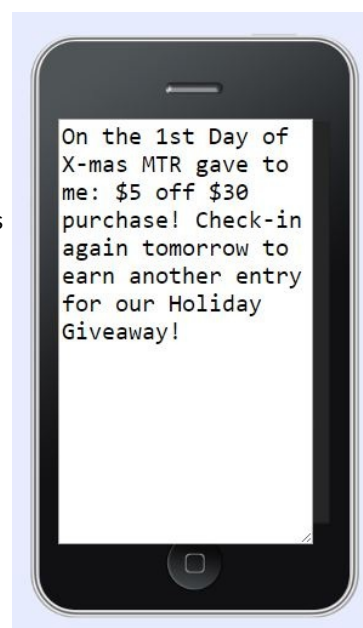 On the 1st Day of
X-mas MTR gave to
me: $5 off $30
purchase! Check-in
again tomorrow to
earn another entry
for our Holiday
Giveaway!